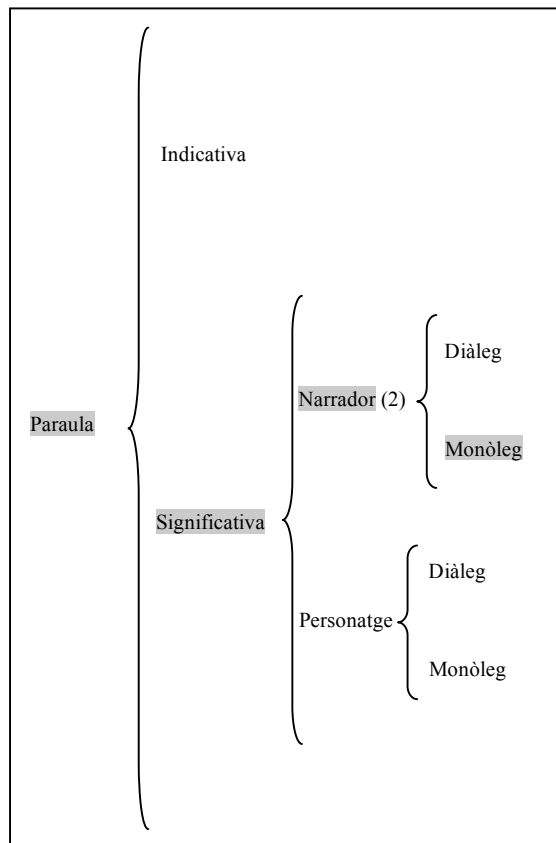 Indicativa
Diàleg
Narrador (2)
Paraula
Monòleg
Significativa
Diàleg
Personatge
Monòleg